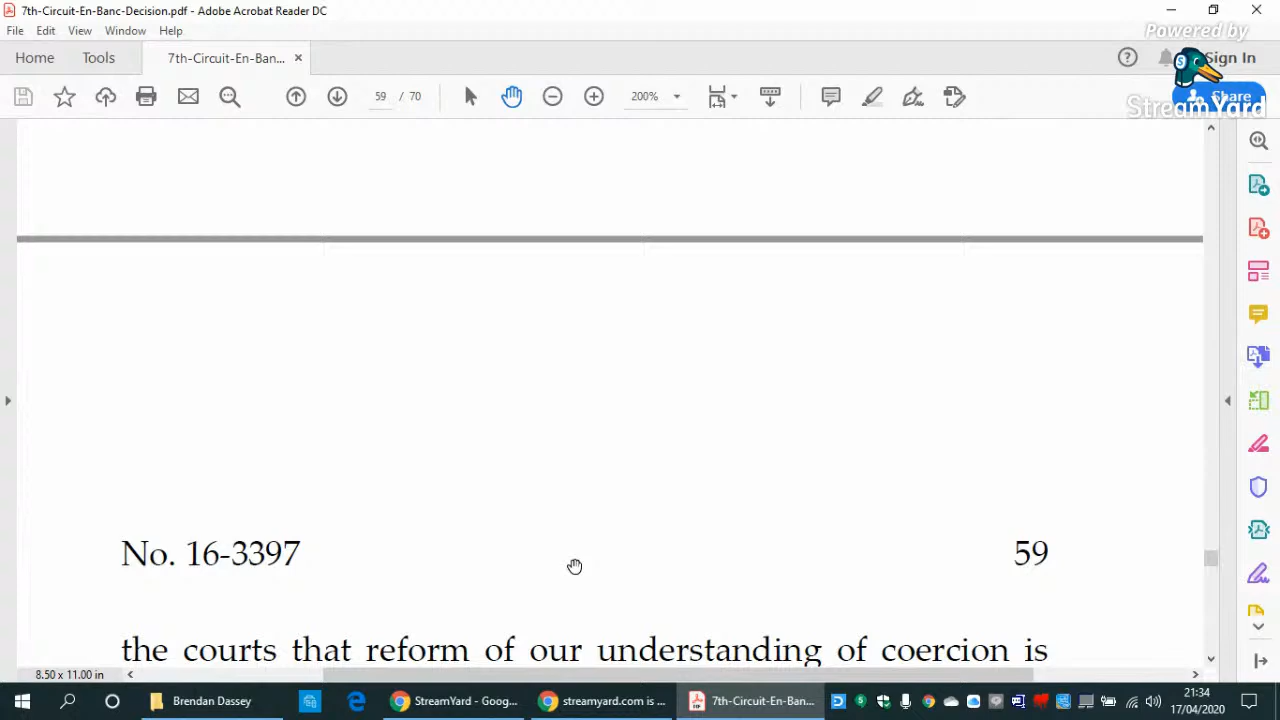 7th-Circuit-En-Banc-Decision.pdf - Adobe Acrobat Reader DC
Powered by
File Edit View Window Help
Home Tools 7th-Circuit-En-Ban... × Sign In
59 / 70 200% Share
StreamYard
No. 16-3397 59
the courts that reform of our understanding of coercion is
8.50 x 11.00 in
Brendan Dassey StreamYard - Goog... streamyard.com is ... 7th-Circuit-En-Banc... 21:34
17/04/2020